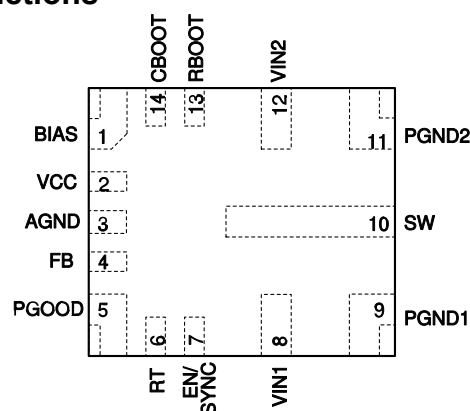 CBOOT
RBOOT
VIN2
14
13
12
BIAS 1
11 PGND2
VCC 2
AGND 3
10 SW
FB 4
PGOOD 5
9 PGND1
6
7
8
RT
EN/
SYNC
VIN1